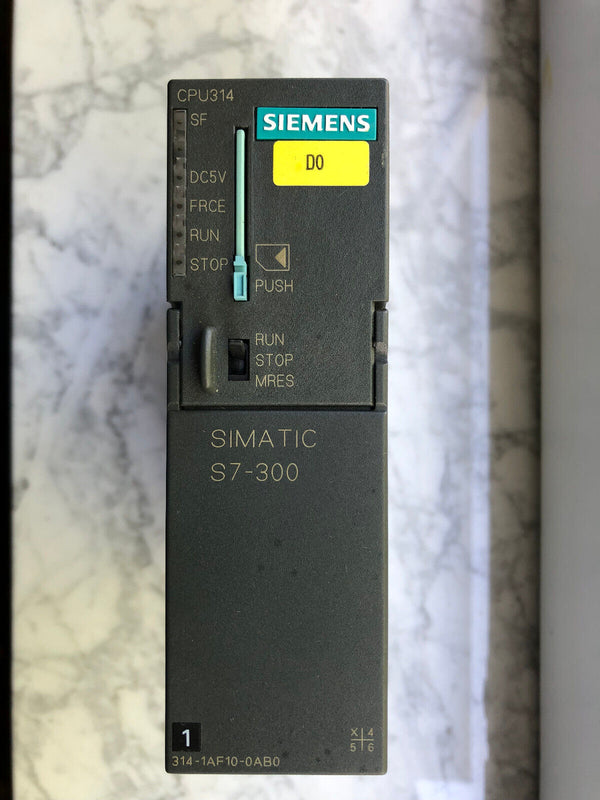 CPU314
SF
SIEMENS
D0
DC5V
FRCE
RUN
STOP
PUSH
RUN
STOP
MRES
SIMATIC
S7-300
1
X 4
5 6
314-1AF10-0AB0